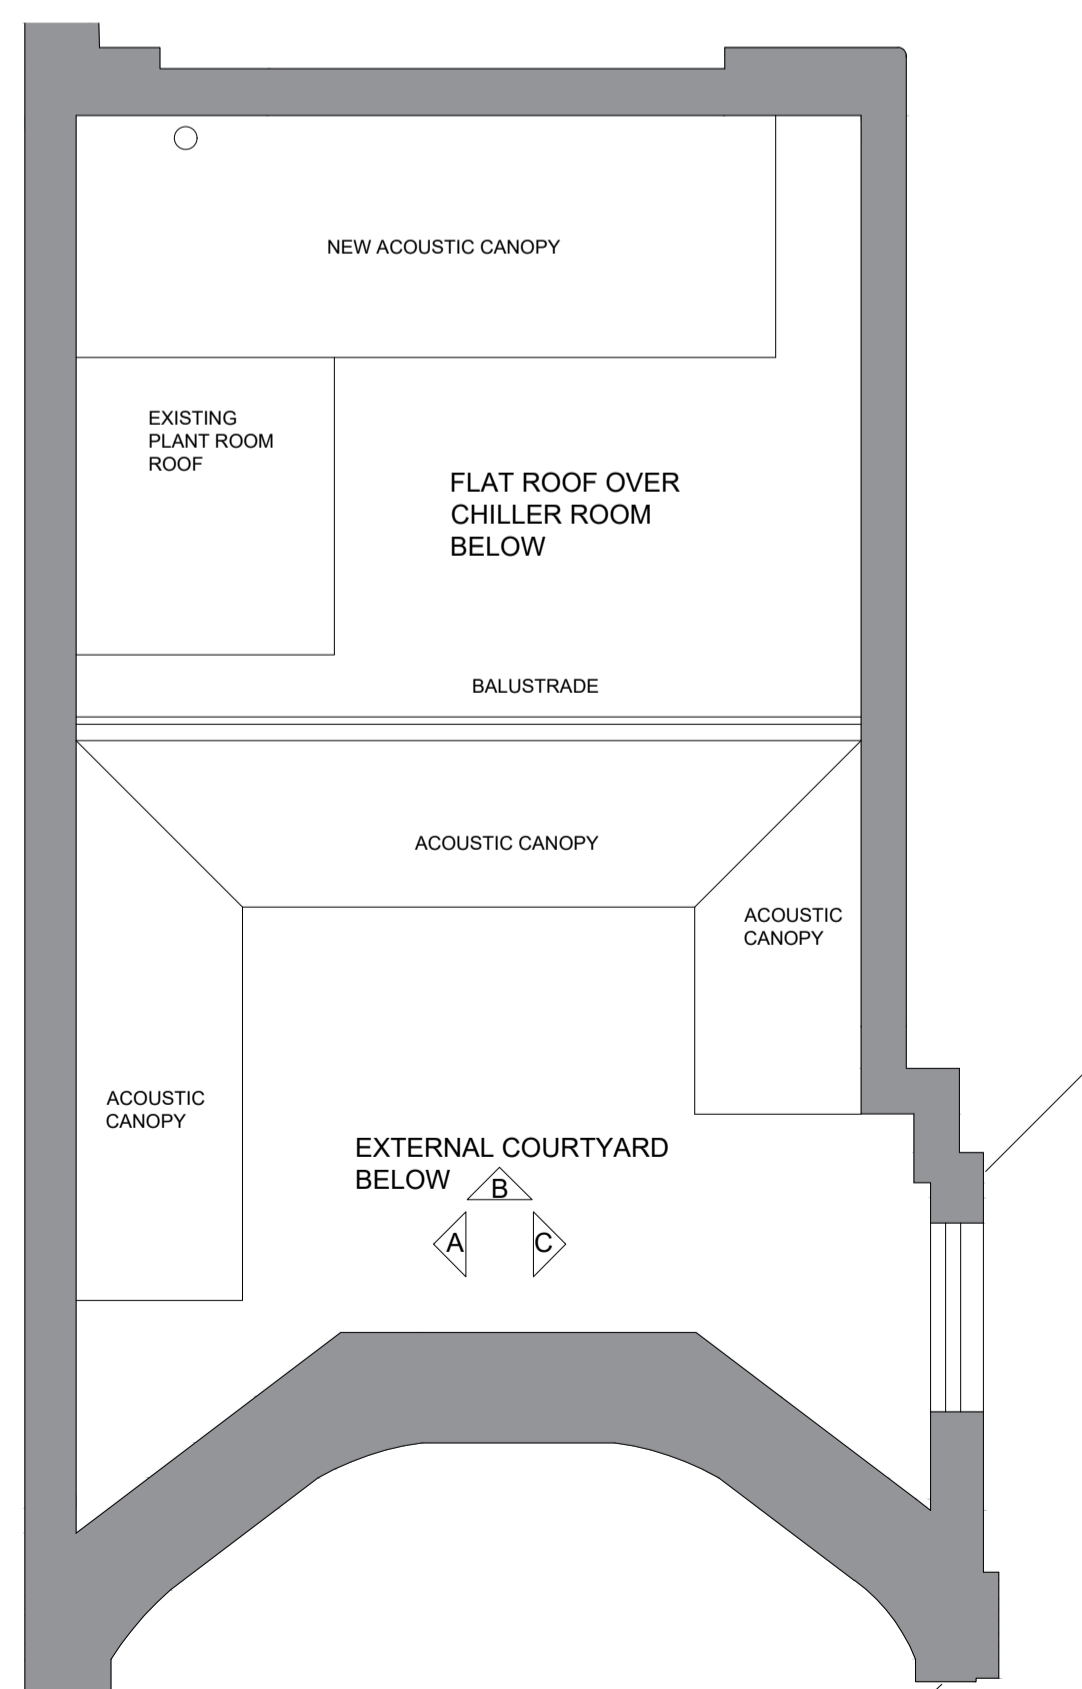 NEW ACOUSTIC CANOPY
EXISTING
PLANT ROOM
ROOF
FLAT ROOF OVER
CHILLER ROOM
BELOW
BALUSTRADE
ACOUSTIC CANOPY
ACOUSTIC
CANOPY
ACOUSTIC
CANOPY
EXTERNAL COURTYARD
BELOW
B
A
C